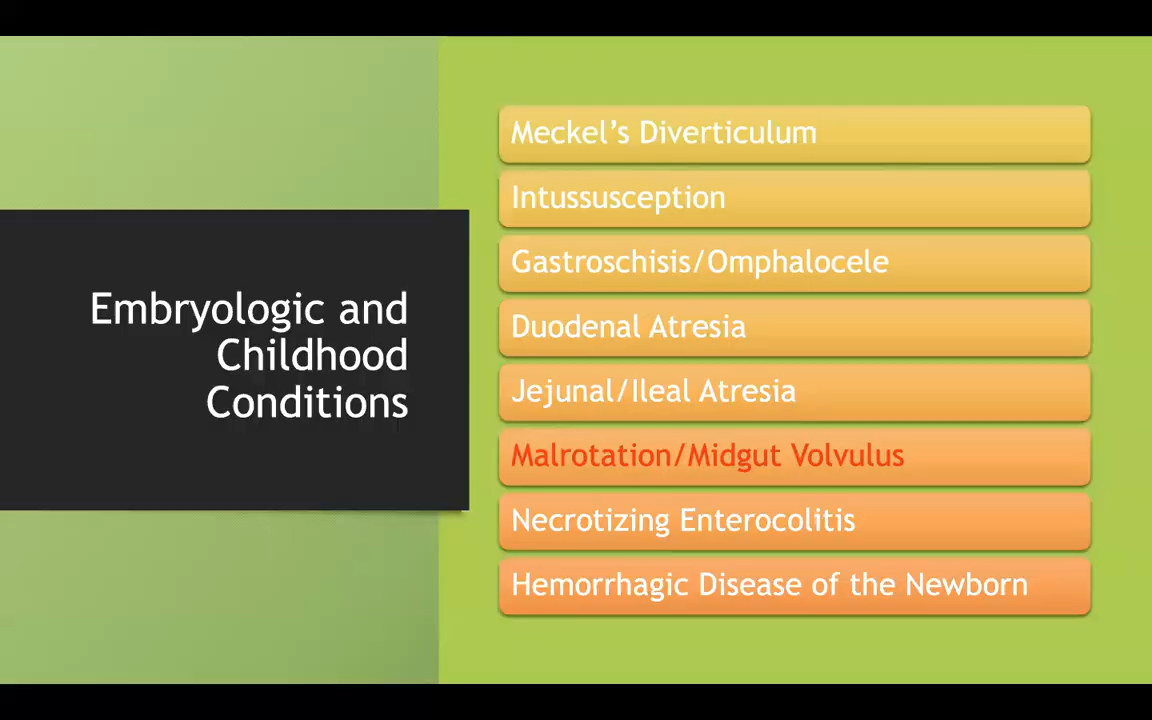 Embryologic and
Childhood
Conditions
Meckel’s Diverticulum
Intussusception
Gastroschisis/Omphalocele
Duodenal Atresia
Jejunal/Ileal Atresia
Malrotation/Midgut Volvulus
Necrotizing Enterocolitis
Hemorrhagic Disease of the Newborn